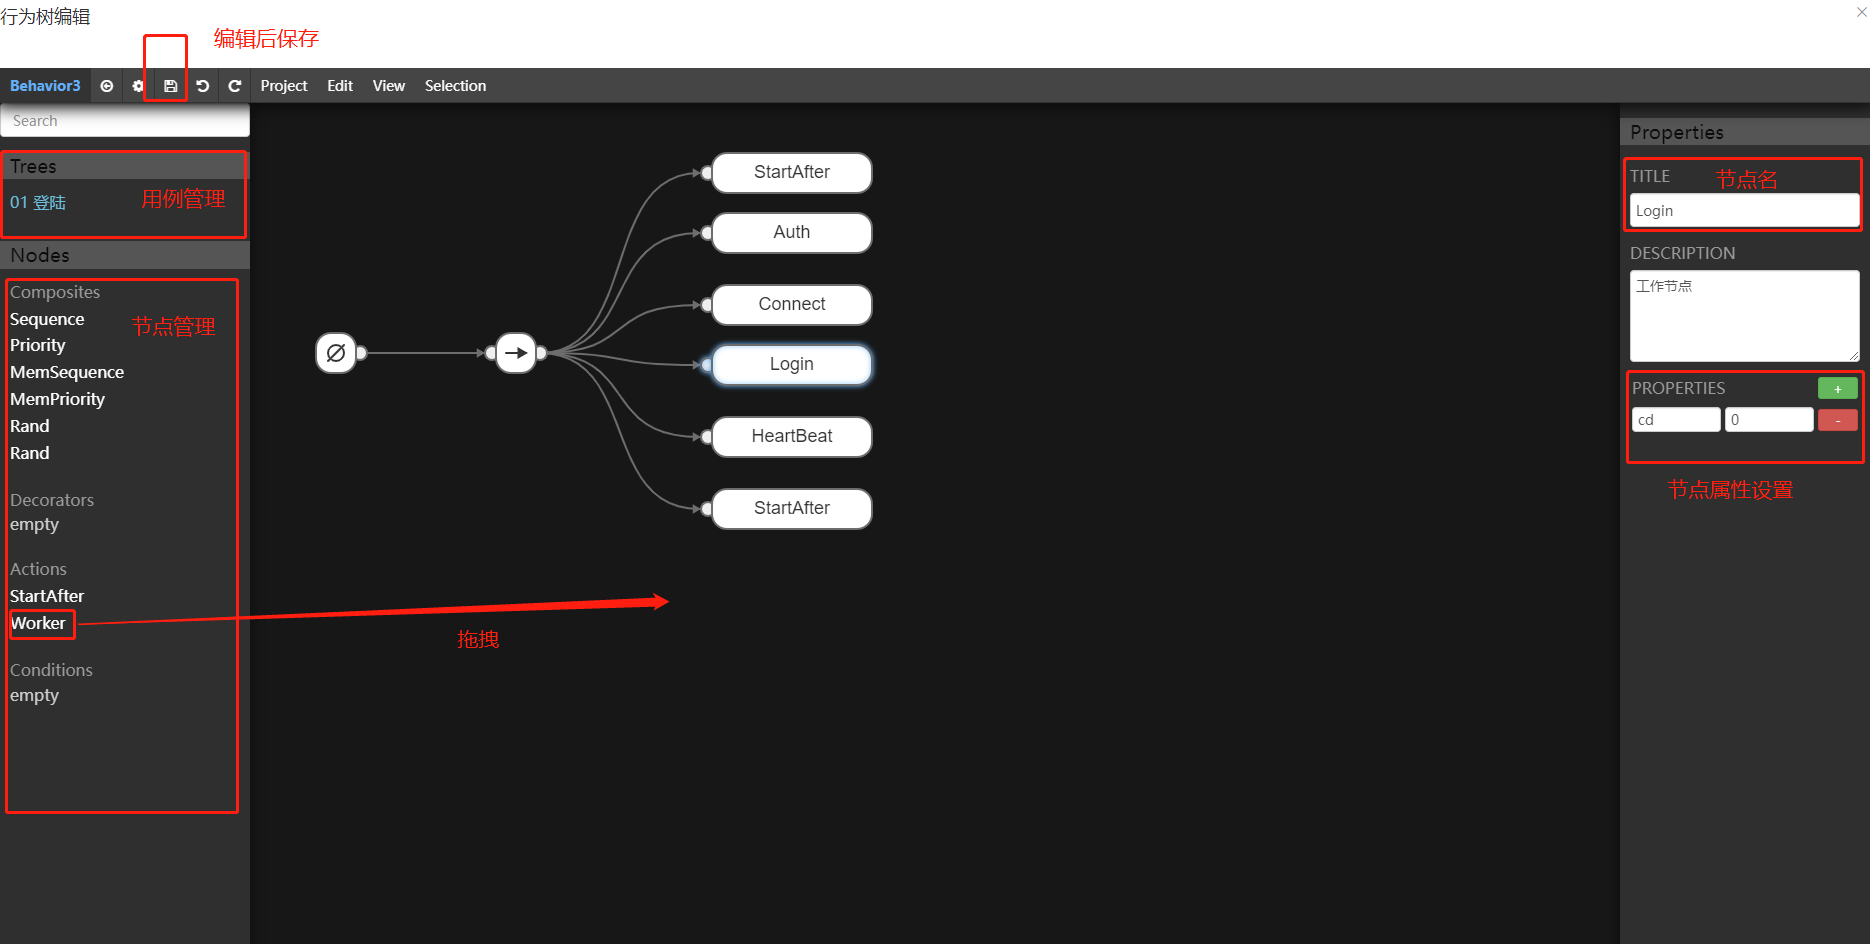 行为树编辑
编辑后保存
Behavior3 Project Edit View Selection
Search
Trees
01 登陆
用例管理
Nodes
Composites
Sequence
节点管理
Priority
MemSequence
MemPriority
Rand
Rand
Decorators
empty
Actions
StartAfter
Worker
Conditions
empty
StartAfter
Auth
Connect
Login
HeartBeat
StartAfter
拖拽
Properties
TITLE
节点名
Login
DESCRIPTION
工作节点
PROPERTIES +
cd 0 -
节点属性设置